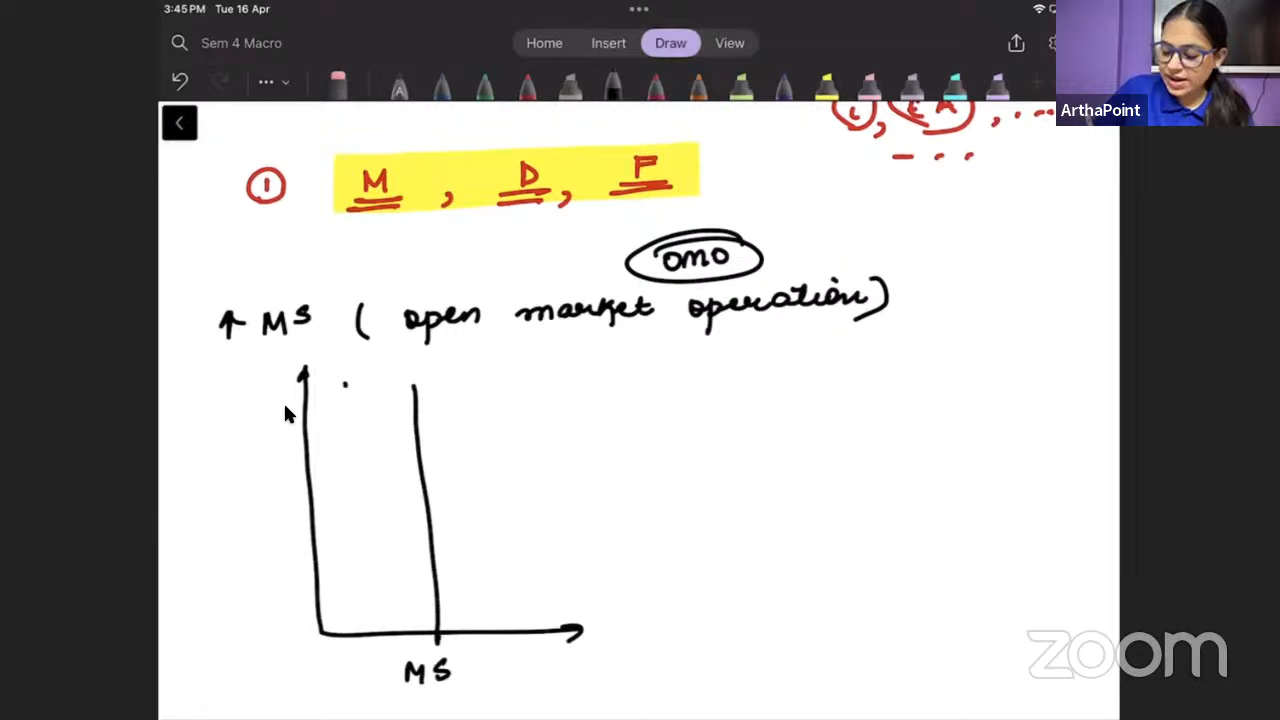 3:45 PM Tue 16 Apr
Sem 4 Macro
Home Insert Draw View
A
ArthaPoint
① M , D , F
OMO
↑ MS ( open market operation )
MS
zoom